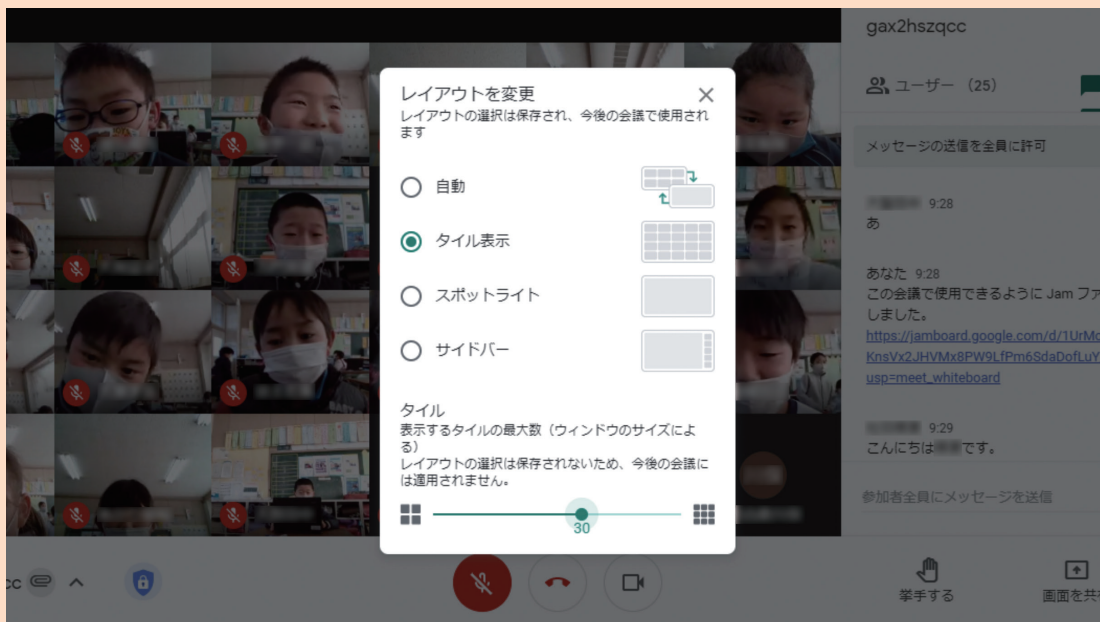 gax2hszqcc
ユーザー （25）
メッセージの送信を全員に許可
9:28
あ
あなた 9:28
この会議で使用できるように Jam ファ
しました。
https://jamboard.google.com/d/1UrMc
KnsVx2JHVMx8PW9LfPm6SdaDofLuY
usp=meet_whiteboard
9:29
こんにちは です。
参加者全員にメッセージを送信
レイアウトを変更
レイアウトの選択は保存され、今後の会議で使用され
ます
自動
タイル表示
スポットライト
サイドバー
タイル
表示するタイルの最大数（ウィンドウのサイズによ
る）
レイアウトの選択は保存されないため、今後の会議に
は適用されません。
30
cc
挙手する
画面を共有